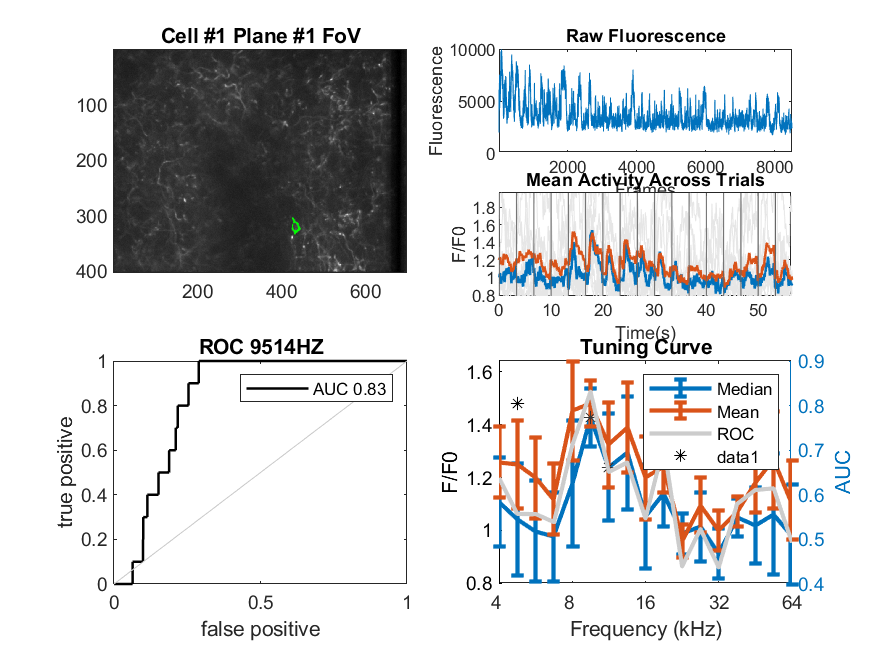 Cell #1 Plane #1 FoV
100
200
300
400
200
400
600
Raw Fluorescence
Fluorescence
10000
5000
0
2000
4000
6000
8000
Frames
Mean Activity Across Trials
F/F0
1.8
1.6
1.4
1.2
1
0.8
0
10
20
30
40
50
Time(s)
ROC 9514HZ
true positive
1
0.8
0.6
0.4
0.2
0
AUC 0.83
0
0.5
1
false positive
Tuning Curve
F/F0
1.6
1.4
1.2
1
0.8
Median
Mean
ROC
data1
0.9
0.8
0.7
0.6
0.5
0.4
AUC
4
8
16
32
64
Frequency (kHz)